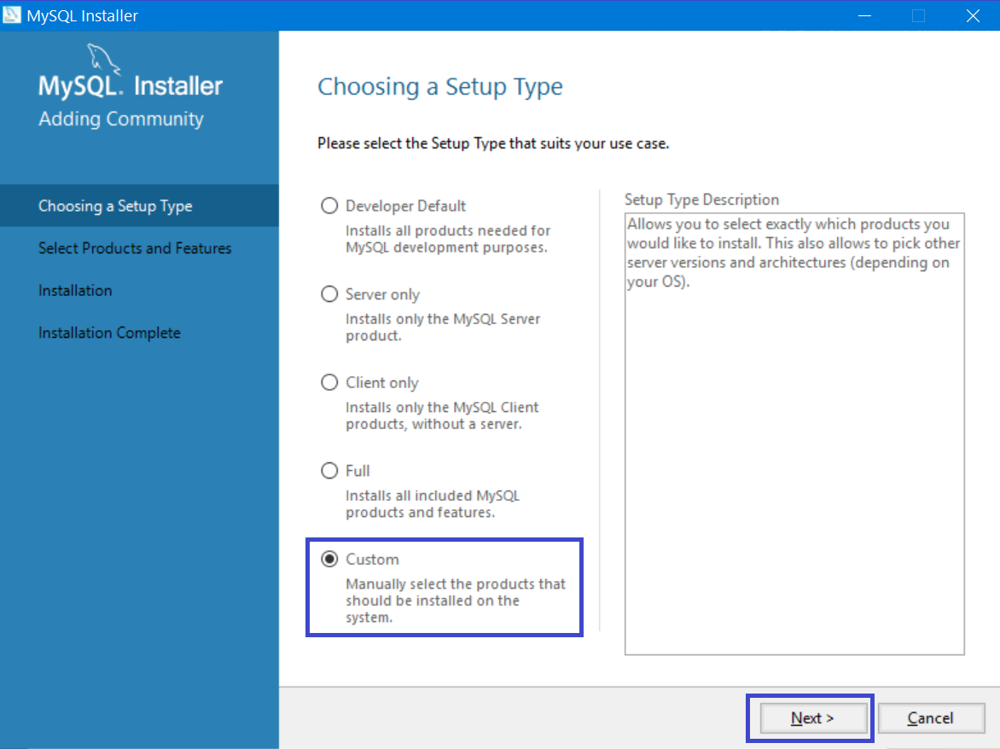 MySQL Installer
MySQL. Installer
Adding Community
Choosing a Setup Type
Select Products and Features
Installation
Installation Complete
Choosing a Setup Type
Please select the Setup Type that suits your use case.
Developer Default
Installs all products needed for
MySQL development purposes.
Server only
Installs only the MySQL Server
product.
Client only
Installs only the MySQL Client
products, without a server.
Full
Installs all included MySQL
products and features.
Custom
Manually select the products that
should be installed on the
system.
Setup Type Description
Allows you to select exactly which products you
would like to install. This also allows to pick other
server versions and architectures (depending on
your OS).
Next >
Cancel